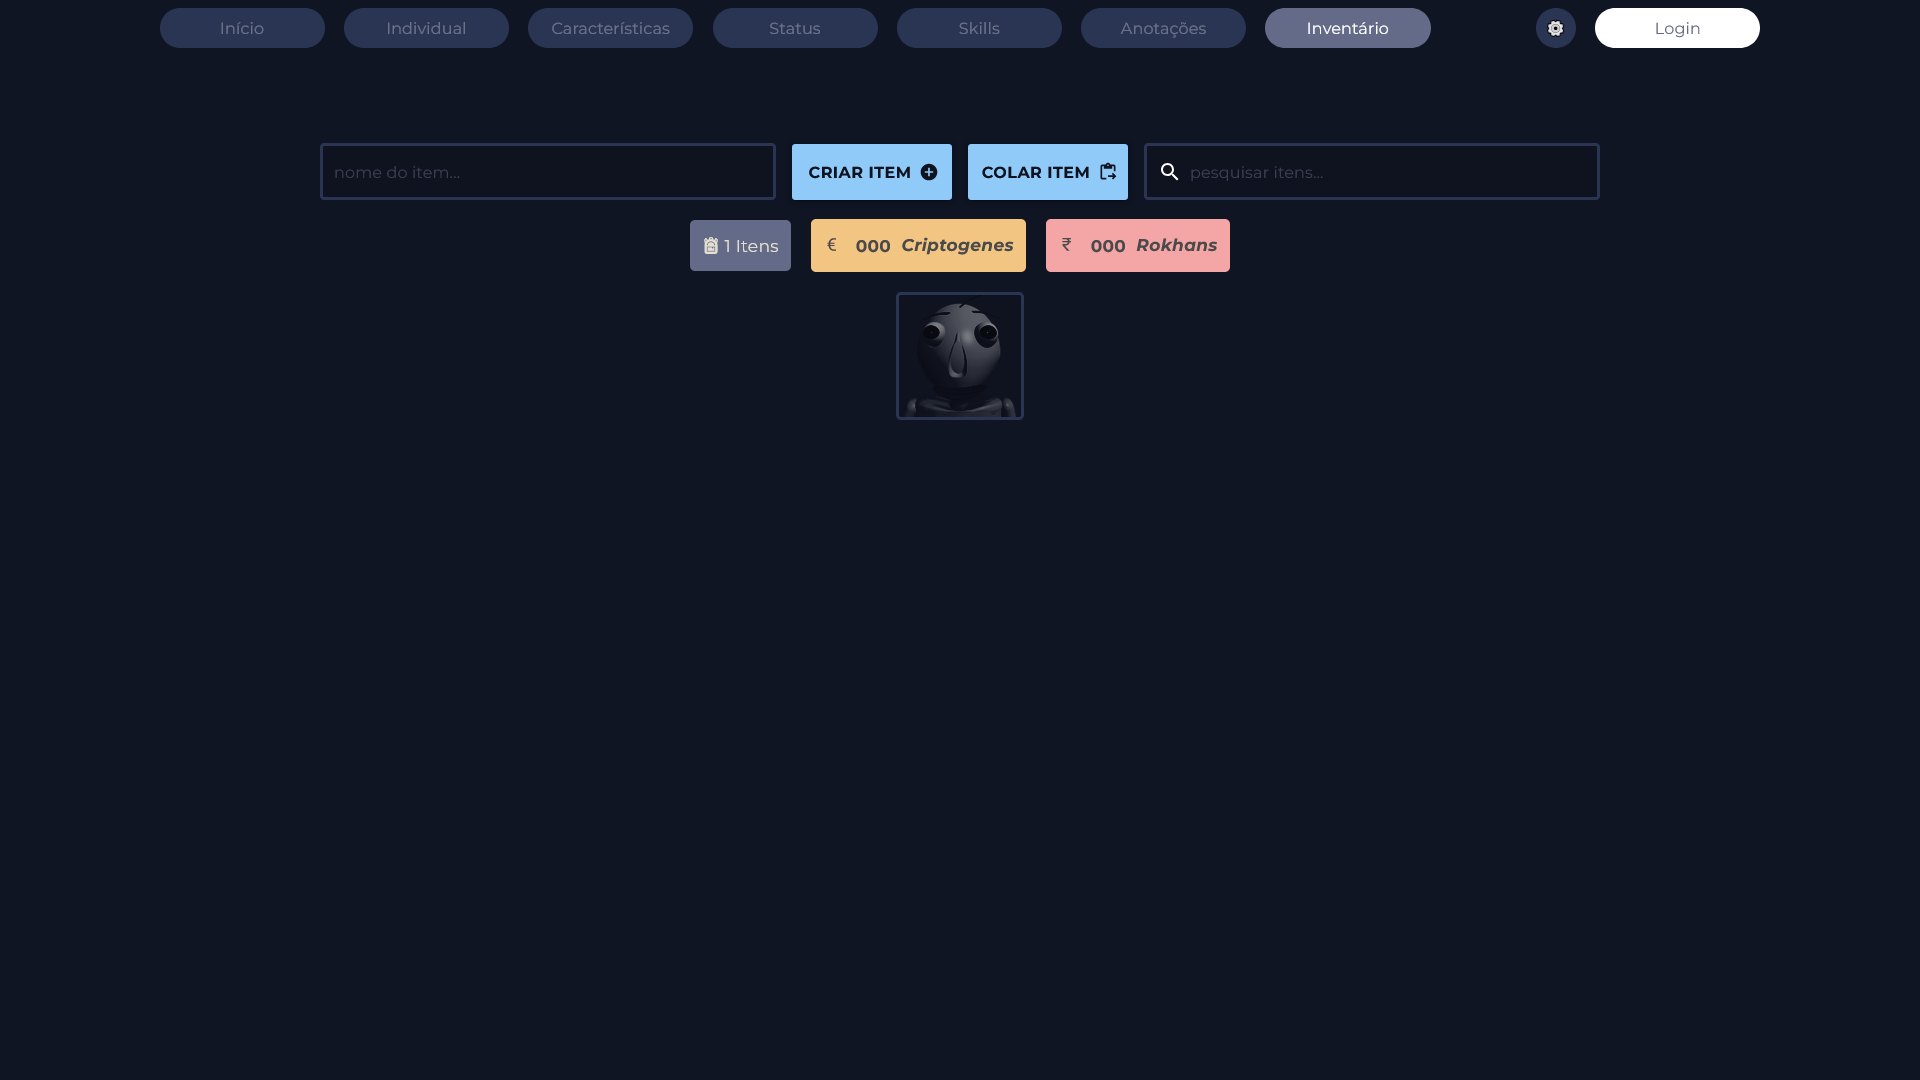 Início Individual Características Status Skills Anotações Inventário Login
nome do item... CRIAR ITEM COLAR ITEM pesquisar itens...
1 Itens € 000 Criptogenes ₹ 000 Rokhans